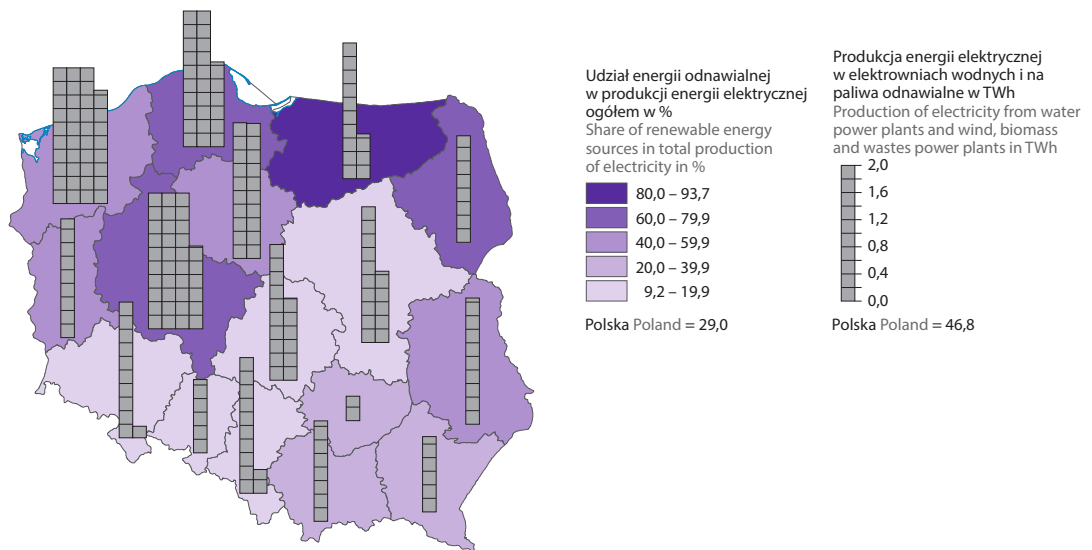 Udział energii odnawialnej
w produkcji energii elektrycznej
ogółem w %
Share of renewable energy
sources in total production
of electricity in %
80,0 – 93,7
60,0 – 79,9
40,0 – 59,9
20,0 – 39,9
9,2 – 19,9
Polska Poland = 29,0
Produkcja energii elektrycznej
w elektrowniach wodnych i na
paliwa odnawialne w TWh
Production of electricity from water
power plants and wind, biomass
and wastes power plants in TWh
2,0
1,6
1,2
0,8
0,4
0,0
Polska Poland = 46,8